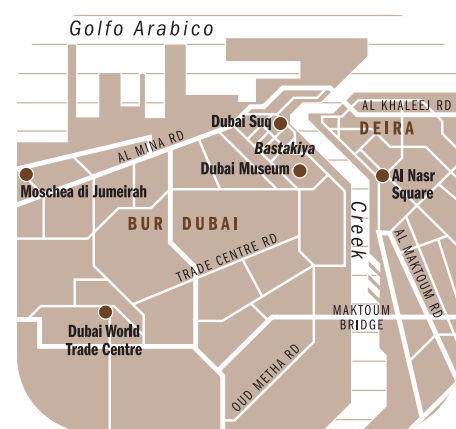 Golfo Arabico
AL KHALEEJ RD
Dubai Suq
DEIRA
AL MINA RD
Bastakiya
Dubai Museum
Al Nasr
Square
Moschea di Jumeirah
BUR DUBAI
Creek
TRADE CENTRE RD
AL MAKTOUM RD
MAKTOUM
BRIDGE
Dubai World
Trade Centre
OUD METHA RD